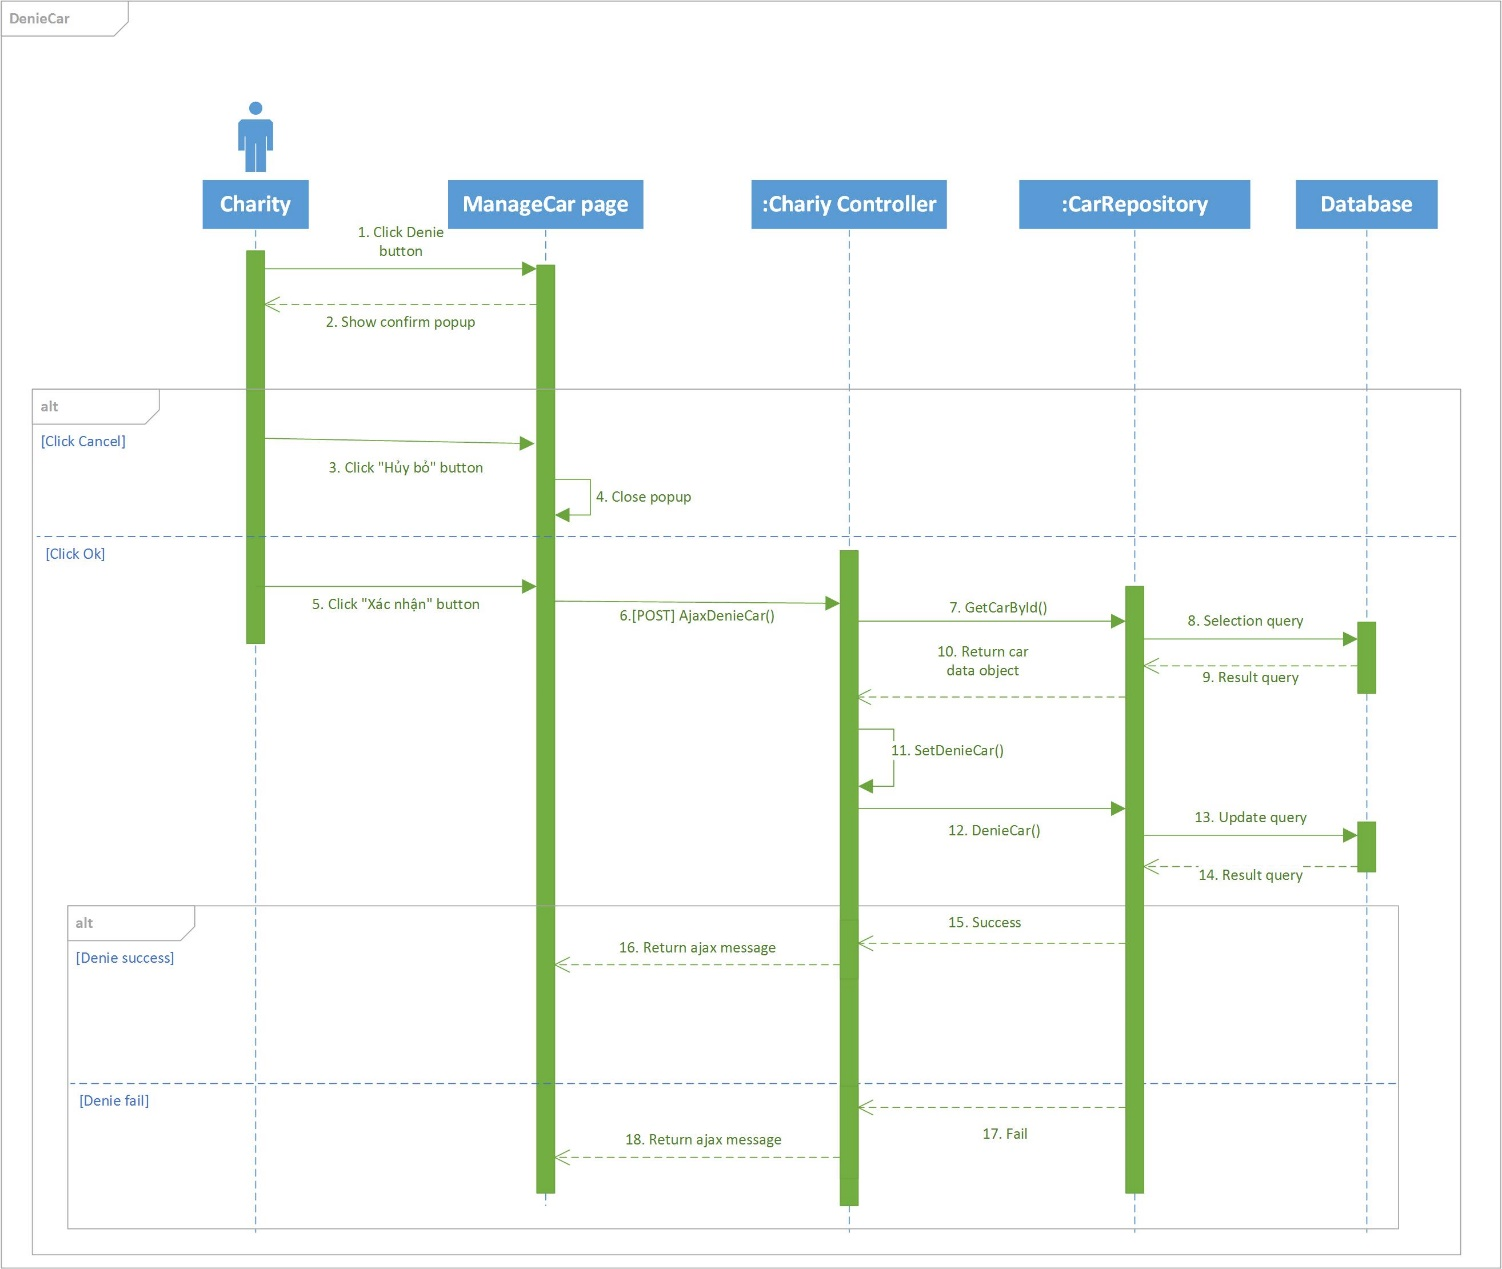 DenieCar
Charity
ManageCar page
:Chariy Controller
:CarRepository
Database
1. Click Denie
button
2. Show confirm popup
alt
[Click Cancel]
3. Click "Hủy bỏ" button
4. Close popup
[Click Ok]
5. Click "Xác nhận" button
6.[POST] AjaxDenieCar()
7. GetCarById()
8. Selection query
9. Result query
10. Return car
data object
11. SetDenieCar()
12. DenieCar()
13. Update query
14. Result query
alt
[Denie success]
15. Success
16. Return ajax message
[Denie fail]
17. Fail
18. Return ajax message